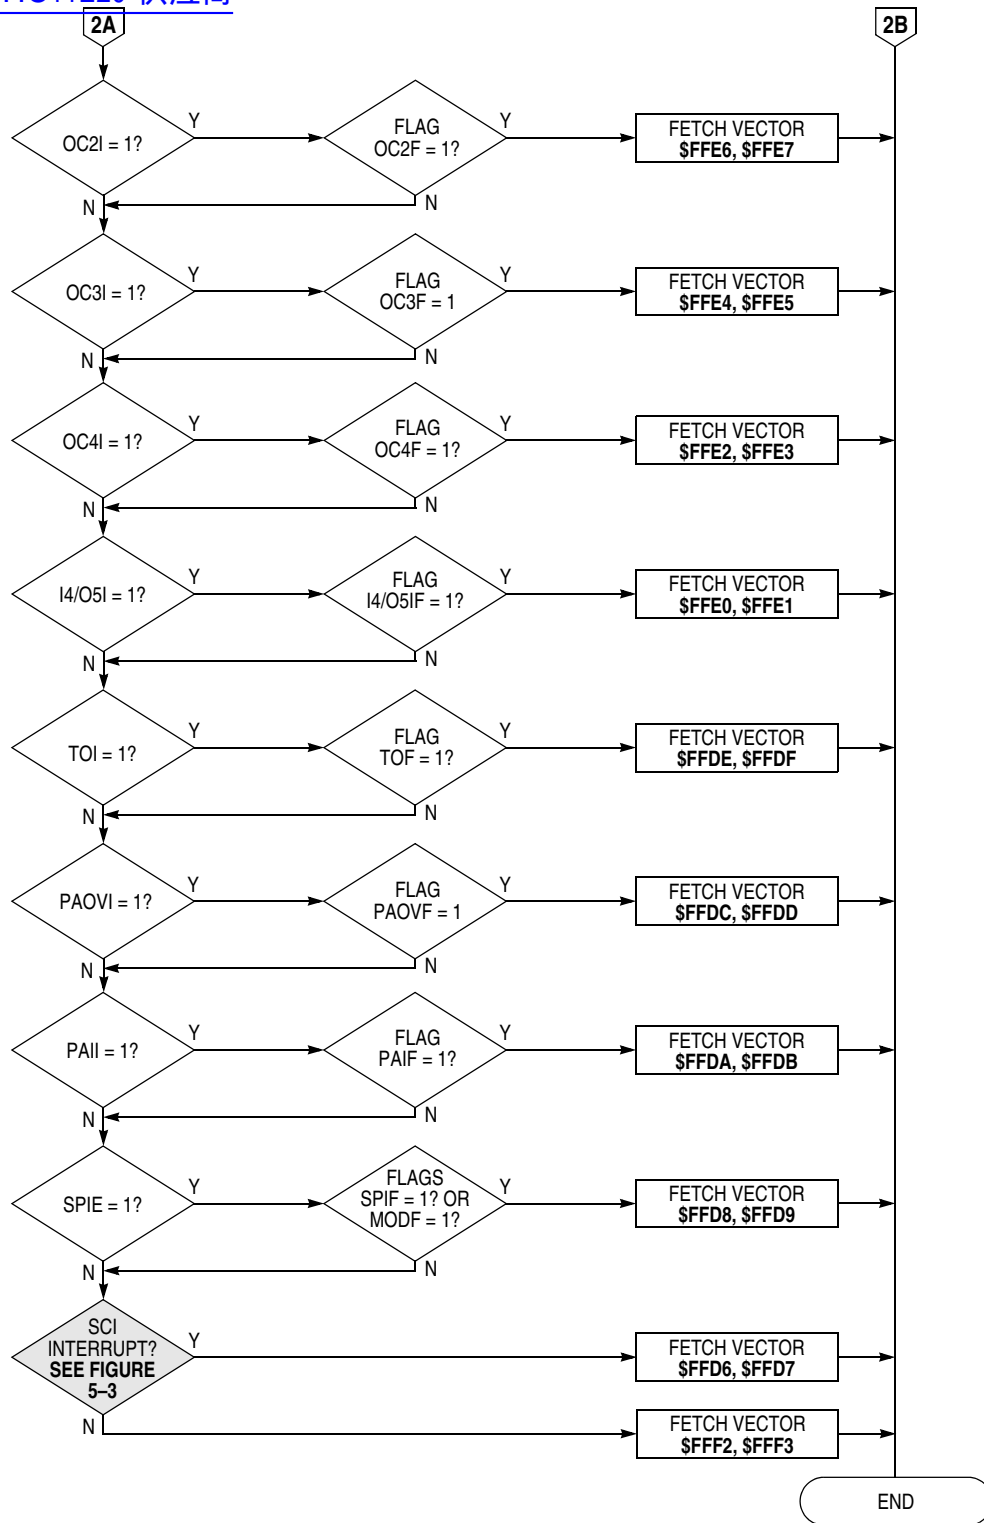 2A
2B
OC2I = 1?
Y
FLAG
OC2F = 1?
Y
FETCH VECTOR
$FFE6, $FFE7
N
N
OC3I = 1?
Y
FLAG
OC3F = 1
Y
FETCH VECTOR
$FFE4, $FFE5
N
N
OC4I = 1?
Y
FLAG
OC4F = 1?
Y
FETCH VECTOR
$FFE2, $FFE3
N
N
I4/O5I = 1?
Y
FLAG
I4/O5IF = 1?
Y
FETCH VECTOR
$FFE0, $FFE1
N
N
TOI = 1?
Y
FLAG
TOF = 1?
Y
FETCH VECTOR
$FFDE, $FFDF
N
N
PAOVI = 1?
Y
FLAG
PAOVF = 1
Y
FETCH VECTOR
$FFDC, $FFDD
N
N
PAII = 1?
Y
FLAG
PAIF = 1?
Y
FETCH VECTOR
$FFDA, $FFDB
N
N
SPIE = 1?
Y
FLAGS
SPIF = 1? OR
MODF = 1?
Y
FETCH VECTOR
$FFD8, $FFD9
N
N
SCI
INTERRUPT?
SEE FIGURE
5–3
Y
FETCH VECTOR
$FFD6, $FFD7
N
FETCH VECTOR
$FFF2, $FFF3
END